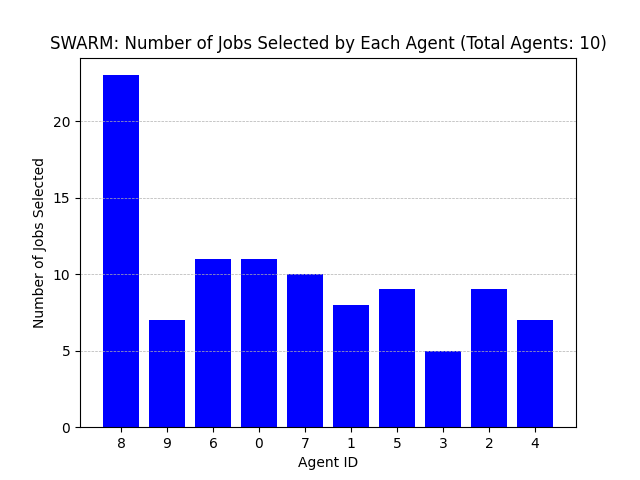 SWARM: Number of Jobs Selected by Each Agent (Total Agents: 10)
Number of Jobs Selected
20
15
10
5
0
8 9 6 0 7 1 5 3 2 4
Agent ID